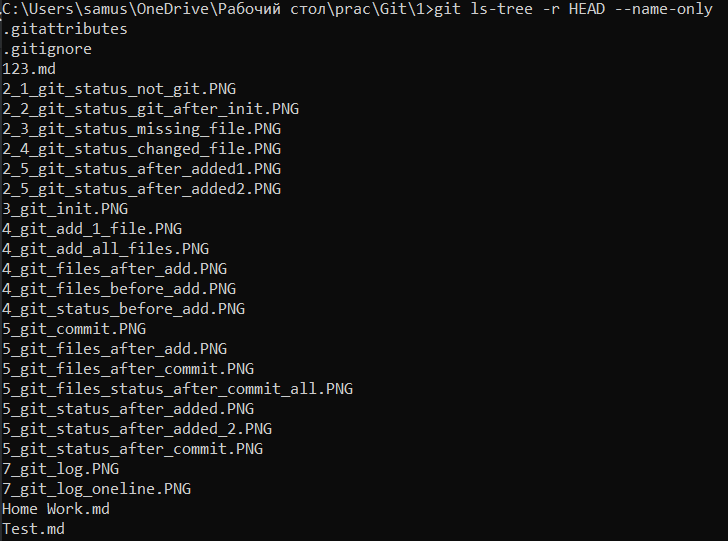 C:\Users\samus\OneDrive\Рабочий стол\prac\Git\1>git ls-tree -r HEAD --name-only
.gitattributes
.gitignore
123.md
2_1_git_status_not_git.PNG
2_2_git_status_git_after_init.PNG
2_3_git_status_missing_file.PNG
2_4_git_status_changed_file.PNG
2_5_git_status_after_added1.PNG
2_5_git_status_after_added2.PNG
3_git_init.PNG
4_git_add_1_file.PNG
4_git_add_all_files.PNG
4_git_files_after_add.PNG
4_git_files_before_add.PNG
4_git_status_before_add.PNG
5_git_commit.PNG
5_git_files_after_add.PNG
5_git_files_after_commit.PNG
5_git_files_status_after_commit_all.PNG
5_git_status_after_added.PNG
5_git_status_after_added_2.PNG
5_git_status_after_commit.PNG
7_git_log.PNG
7_git_log_oneline.PNG
Home Work.md
Test.md